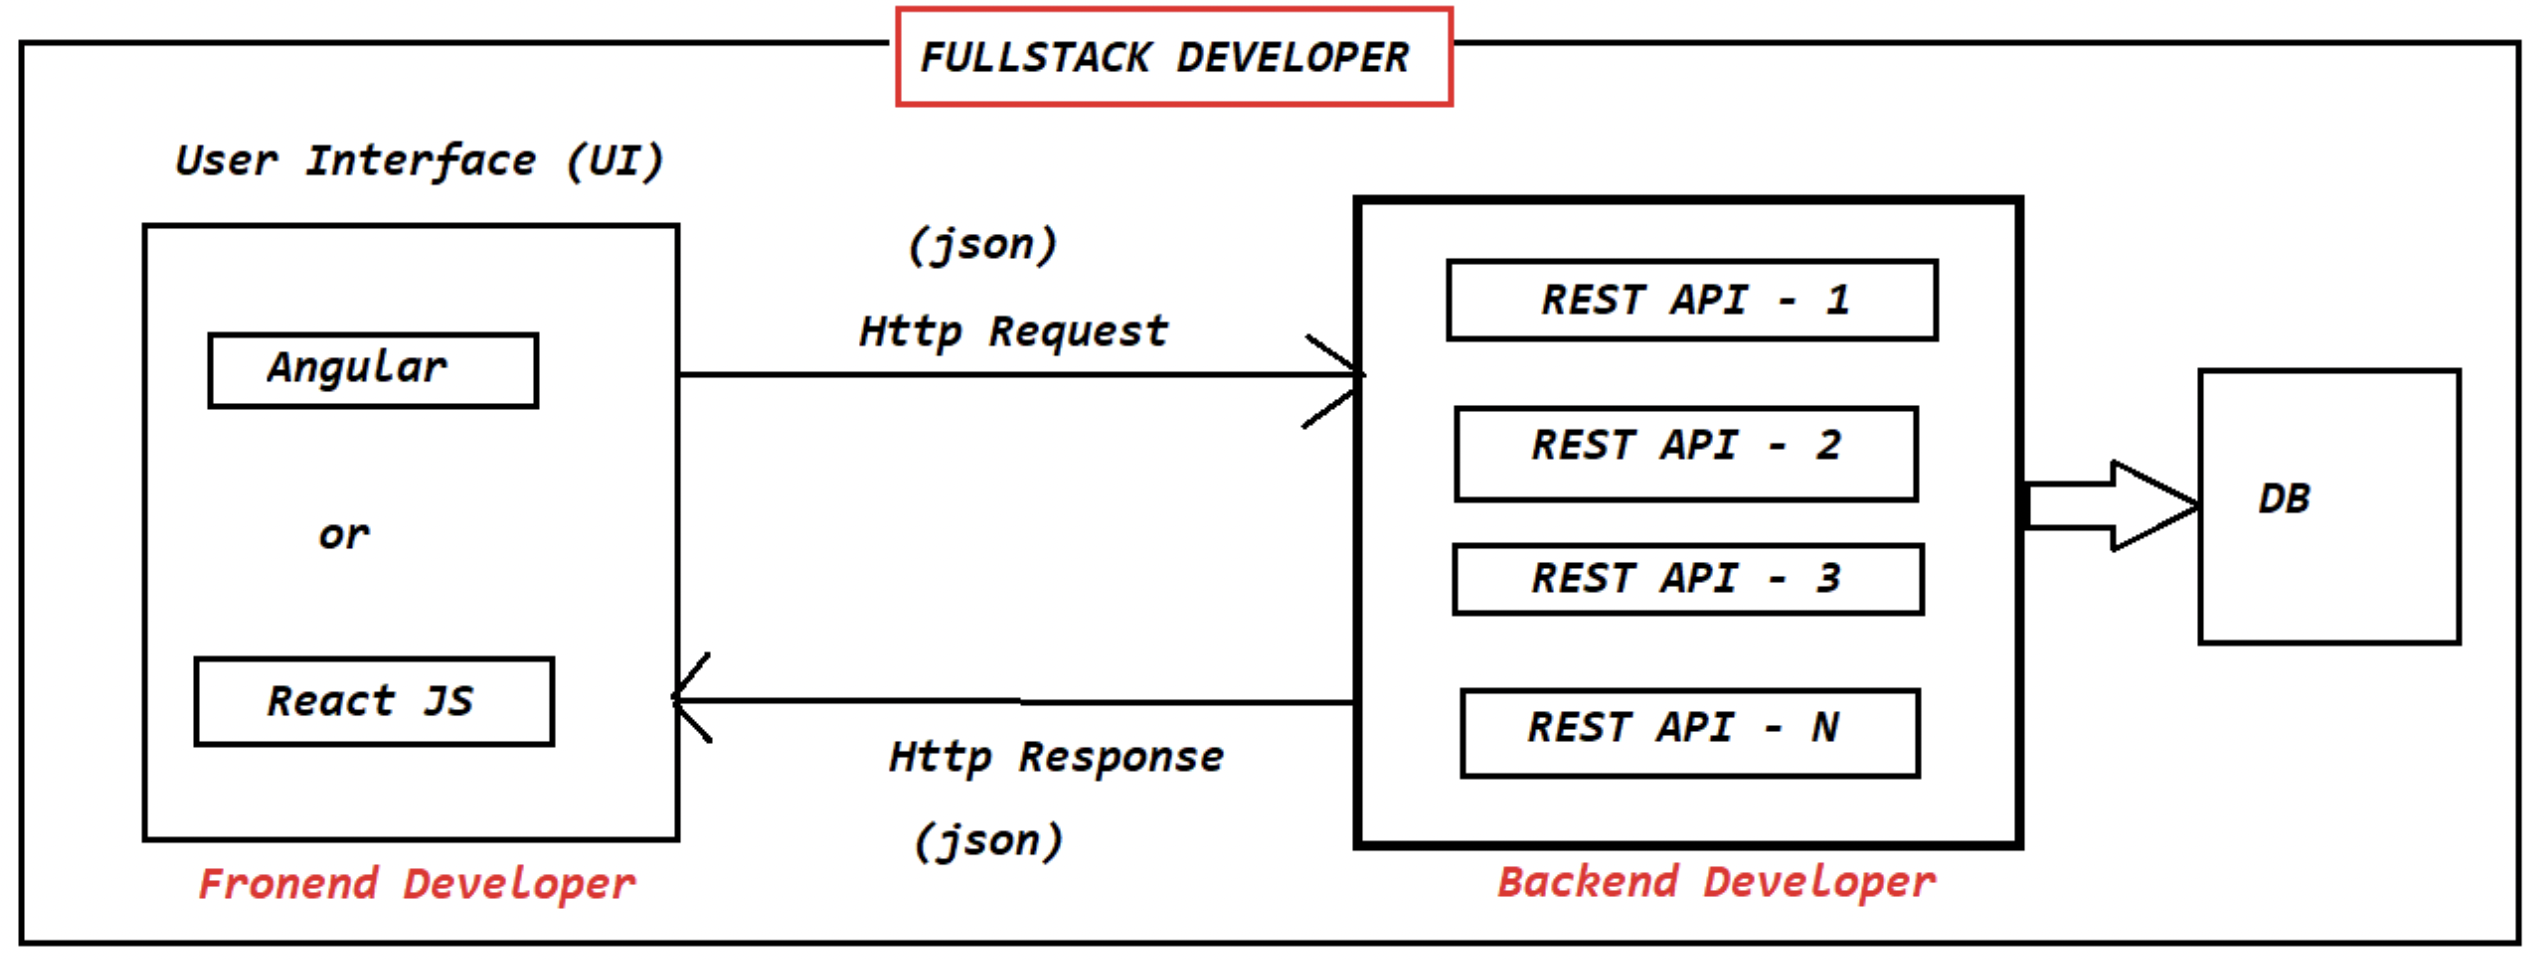 FULLSTACK DEVELOPER
User Interface (UI)
Angular
or
React JS
Fronend Developer
(json)
Http Request
Http Response
(json)
REST API - 1
REST API - 2
REST API - 3
REST API - N
Backend Developer
DB